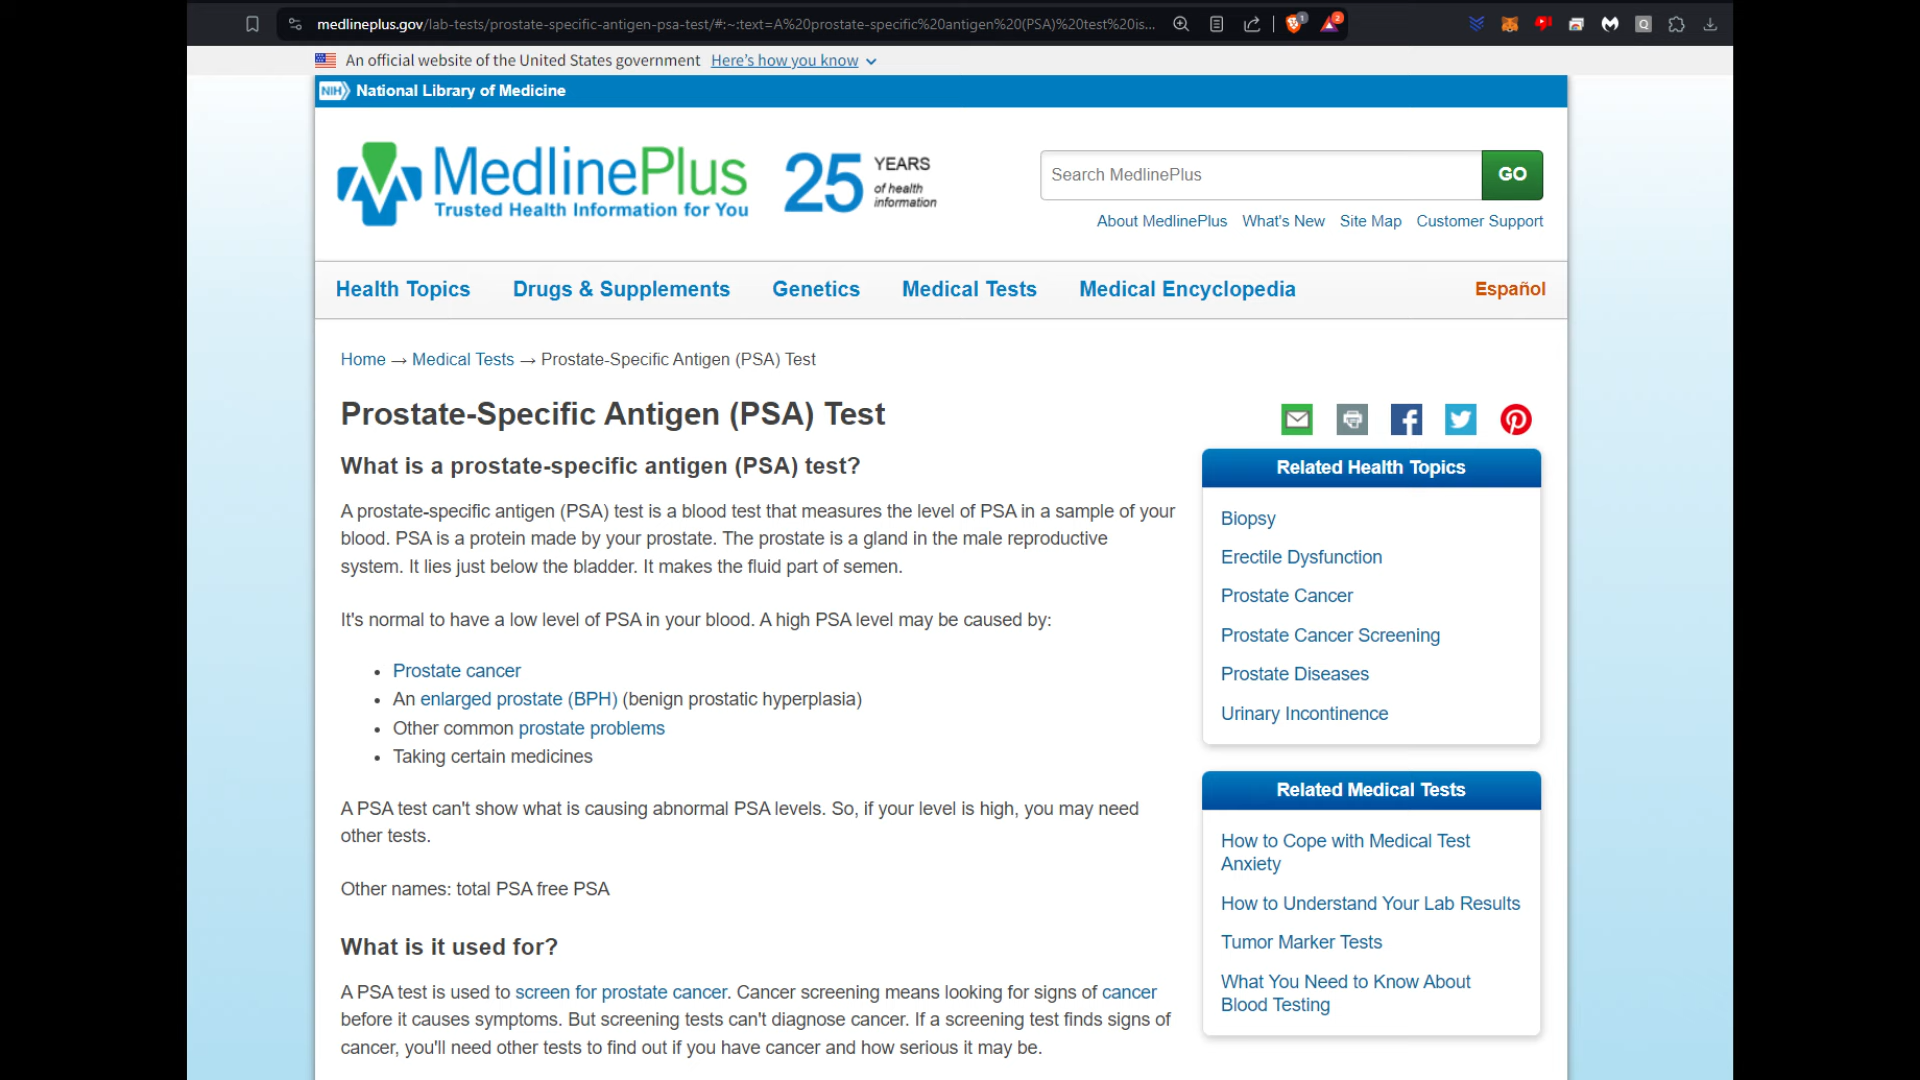 medlineplus.gov/lab-tests/prostate-specific-antigen-psa-test/#:~:text=A%20prostate-specific%20antigen%20(PSA)%20test%20is...
1
2
Q
An official website of the United States government Here's how you know
NIH National Library of Medicine
MedlinePlus
Trusted Health Information for You
25 YEARS
of health
information
Search MedlinePlus GO
About MedlinePlus What's New Site Map Customer Support
Health Topics Drugs & Supplements Genetics Medical Tests Medical Encyclopedia Español
Home → Medical Tests → Prostate-Specific Antigen (PSA) Test
Prostate-Specific Antigen (PSA) Test
What is a prostate-specific antigen (PSA) test?
A prostate-specific antigen (PSA) test is a blood test that measures the level of PSA in a sample of your
blood. PSA is a protein made by your prostate. The prostate is a gland in the male reproductive
system. It lies just below the bladder. It makes the fluid part of semen.
It's normal to have a low level of PSA in your blood. A high PSA level may be caused by:
• Prostate cancer
• An enlarged prostate (BPH) (benign prostatic hyperplasia)
• Other common prostate problems
• Taking certain medicines
A PSA test can't show what is causing abnormal PSA levels. So, if your level is high, you may need
other tests.
Other names: total PSA free PSA
What is it used for?
A PSA test is used to screen for prostate cancer. Cancer screening means looking for signs of cancer
before it causes symptoms. But screening tests can't diagnose cancer. If a screening test finds signs of
cancer, you'll need other tests to find out if you have cancer and how serious it may be.
Related Health Topics
Biopsy
Erectile Dysfunction
Prostate Cancer
Prostate Cancer Screening
Prostate Diseases
Urinary Incontinence
Related Medical Tests
How to Cope with Medical Test
Anxiety
How to Understand Your Lab Results
Tumor Marker Tests
What You Need to Know About
Blood Testing